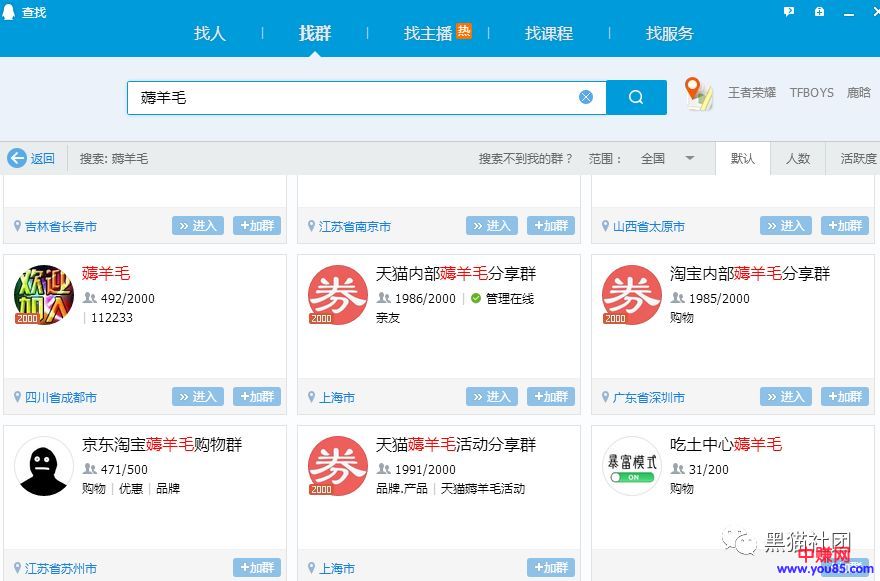 查找
找人 | 找群 | 找主播 热 | 找课程 | 找服务
薅羊毛
王者荣耀 TFBOYS 鹿晗
返回 搜索: 薅羊毛 搜索不到我的群？ 范围： 全国 默认 人数 活跃度
吉林省长春市 进入 +加群
江苏省南京市 进入 +加群
山西省太原市 进入 +加群
欢迎加入
2000
薅羊毛
492/2000
| 112233
四川省成都市 进入 +加群
券
2000
天猫内部薅羊毛分享群
1986/2000 | 管理在线
亲友
上海市 进入 +加群
券
2000
淘宝内部薅羊毛分享群
1985/2000
购物
广东省深圳市 进入 +加群
京东淘宝薅羊毛购物群
471/500
购物 | 优惠 | 品牌
江苏省苏州市 +加群
券
2000
天猫薅羊毛活动分享群
1991/2000
品牌.产品 | 天猫薅羊毛活动
上海市 +加群
暴富模式
ON
吃土中心薅羊毛
31/200
购物
黑猫社团
中赚网
www.you85.com